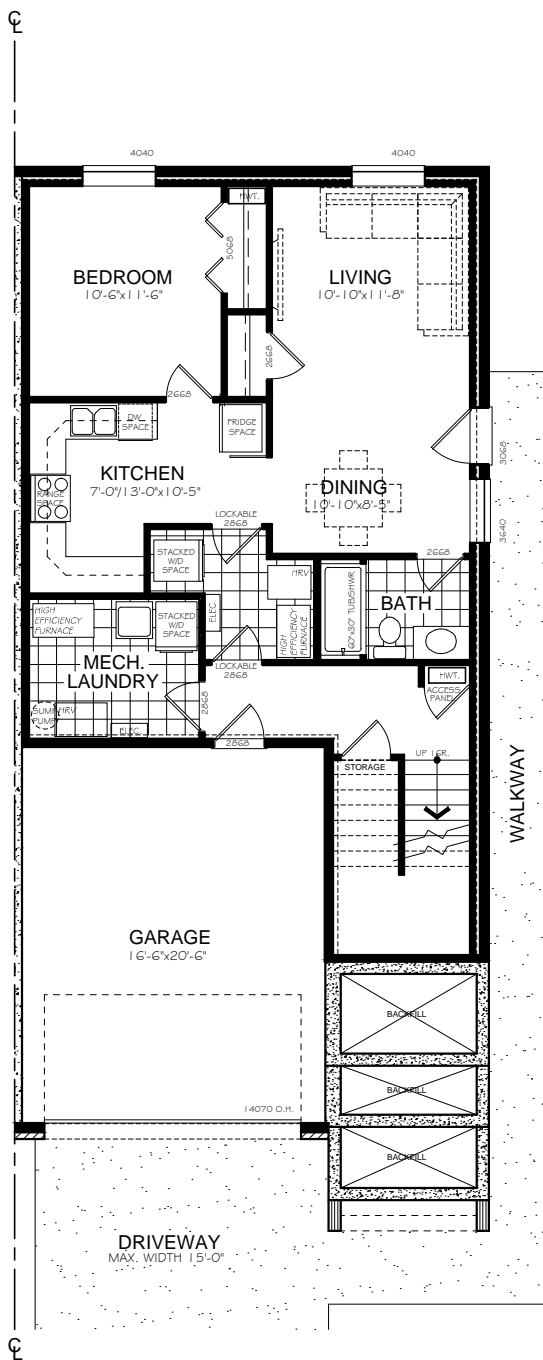 ℄
4040
4040
HWT.
5068
BEDROOM
10'-6"x11'-6"
LIVING
10'-10"x11'-8"
2668
2668
DW
SPACE
FRIDGE
SPACE
3068
KITCHEN
7'-0"/13'-0"x10'-5"
RANGE
SPACE
DINING
10'-10"x8'-5"
3640
LOCKABLE
2868
STACKED
W/D
SPACE
HRV
2668
60"x30" TUB/SHWR.
BATH
HIGH
EFFICIENCY
FURNACE
STACKED
W/D
SPACE
ELEC.
HIGH
EFFICIENCY
FURNACE
MECH.
LAUNDRY
LOCKABLE
2868
HWT.
ACCESS
PANEL
2868
SUMP
PUMP
HRV
ELEC.
2868
UP 16R.
STORAGE
WALKWAY
GARAGE
16'-6"x20'-6"
BACKFILL
BACKFILL
14070 O.H.
BACKFILL
DRIVEWAY
MAX. WIDTH 15'-0"
℄